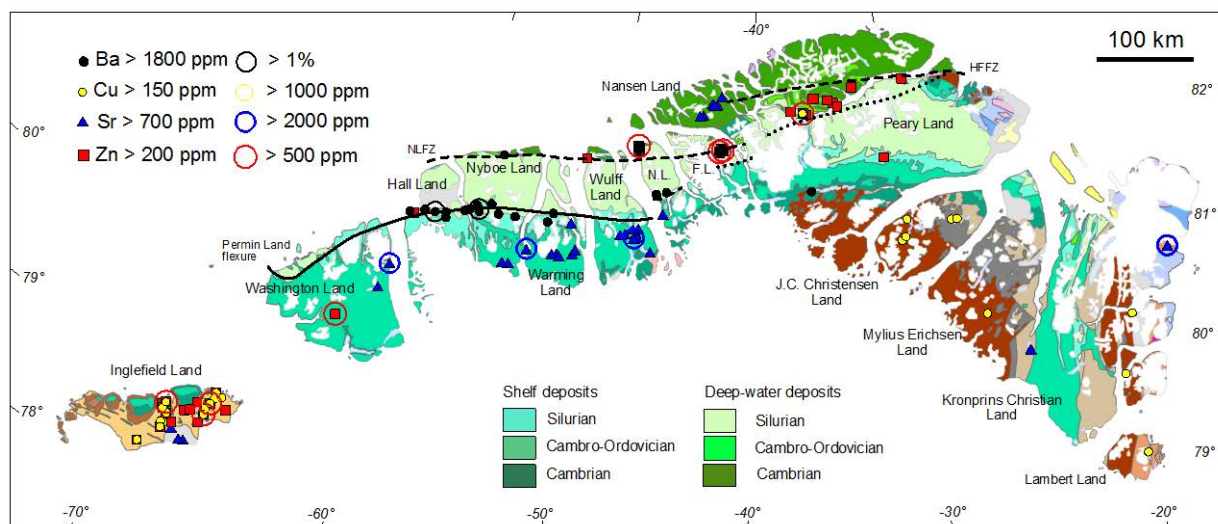 -50°
-40°
100 km
Ba > 1800 ppm > 1%
Cu > 150 ppm > 1000 ppm
Sr > 700 ppm > 2000 ppm
Zn > 200 ppm > 500 ppm
Nansen Land
HFFZ
82°
80°
Peary Land
NLFZ
Nyboe Land
Hall Land
Wulff
Land
N.L.
F.L.
81°
Permin Land
flexure
79°
Washington Land
Warming
Land
J.C. Christensen
Land
Mylius Erichsen
Land
80°
Inglefield Land
Kronprins Christian
Land
78°
Shelf deposits
Silurian
Cambro-Ordovician
Cambrian
Deep-water deposits
Silurian
Cambro-Ordovician
Cambrian
79°
Lambert Land
-70°
-60°
-50°
-40°
-30°
-20°